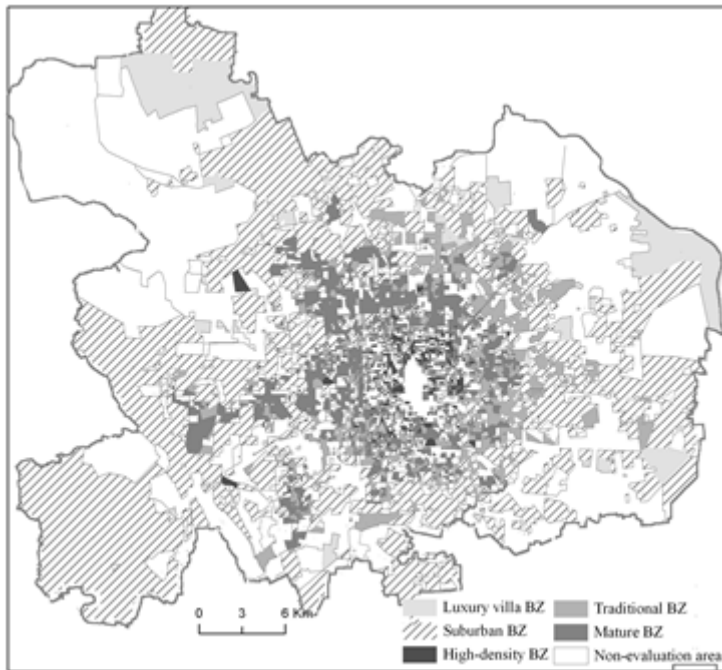 0 3 6 Km
Luxury villa BZ Traditional BZ
Suburban BZ Mature BZ
High-density BZ Non-evaluation area